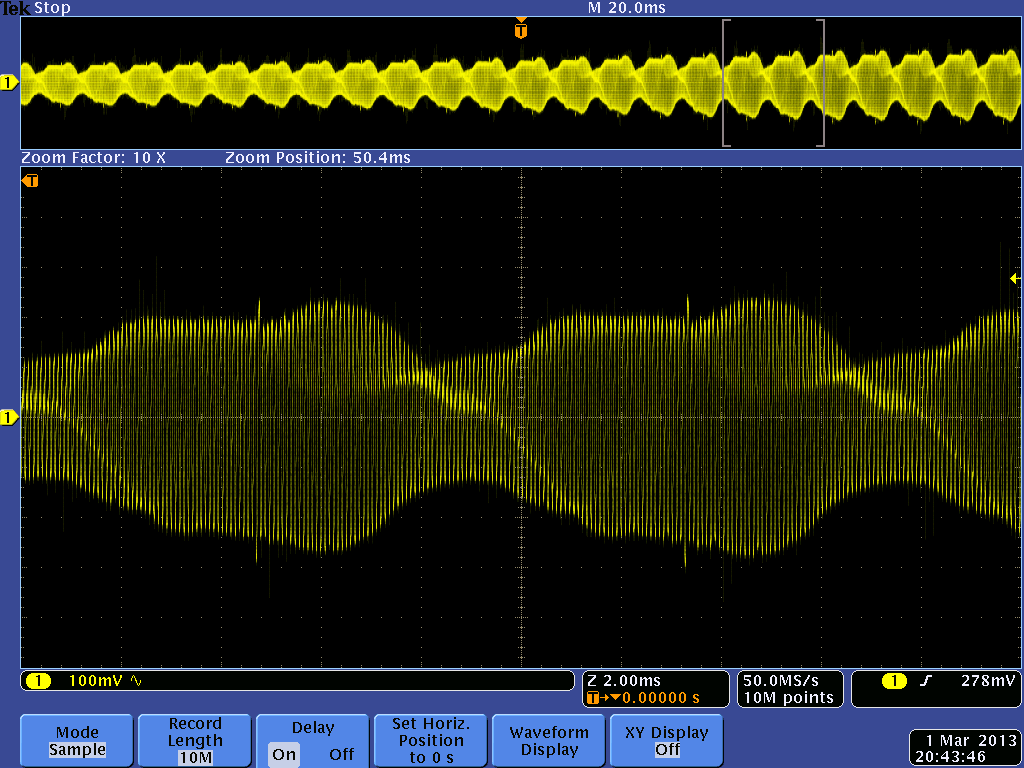 Tek Stop M 20.0ms
T
1
Zoom Factor: 10 X Zoom Position: 50.4ms
T
1
1 100mV ∿ Z 2.00ms 50.0MS/s 1 ƒ 278mV
T→▼0.00000 s 10M points
Mode
Sample
Record
Length
10M
Delay
On Off
Set Horiz.
Position
to 0 s
Waveform
Display
XY Display
Off
1 Mar 2013
20:43:46